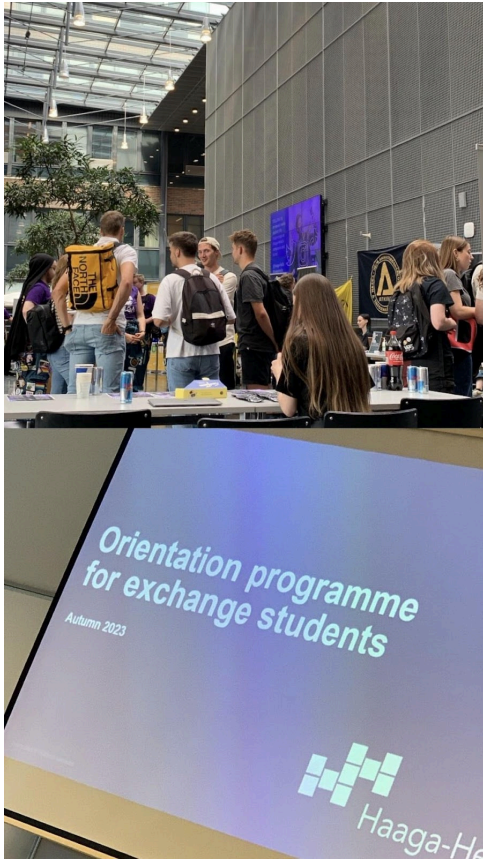 THE
NORTH
FACE
Orientation programme
for exchange students
Autumn 2023
Haaga-He